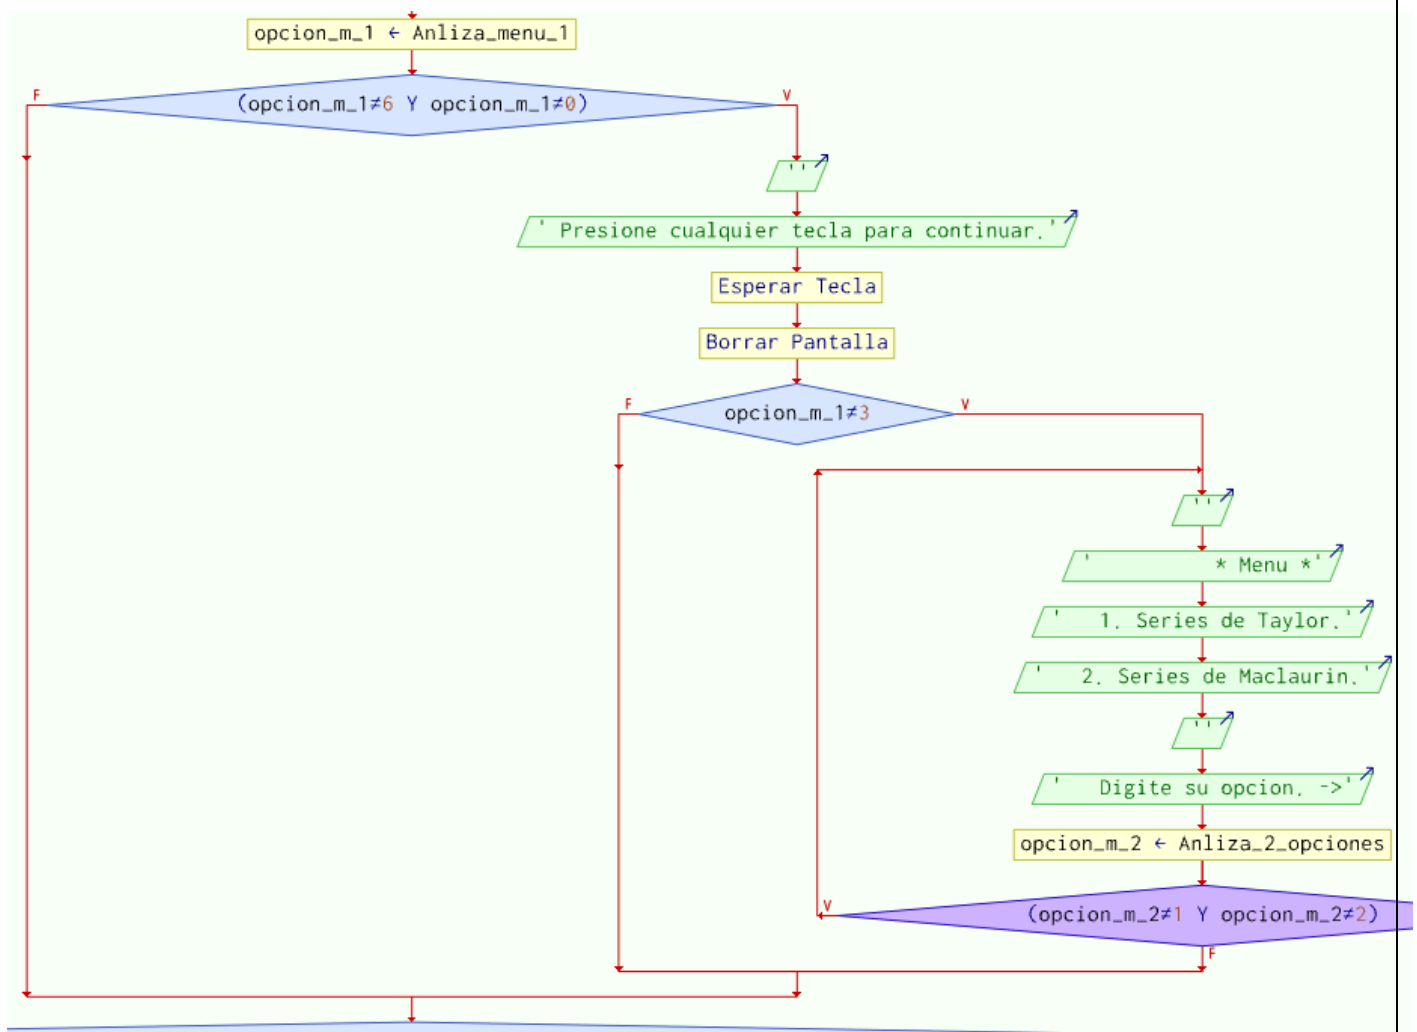 opcion_m_1 ← Anliza_menu_1
F
(opcion_m_1≠6 Y opcion_m_1≠0)
V
''
' Presione cualquier tecla para continuar.'
Esperar Tecla
Borrar Pantalla
F
opcion_m_1≠3
V
''
' * Menu *'
' 1. Series de Taylor.'
' 2. Series de Maclaurin.'
''
' Digite su opcion. ->'
opcion_m_2 ← Anliza_2_opciones
V
(opcion_m_2≠1 Y opcion_m_2≠2)
F